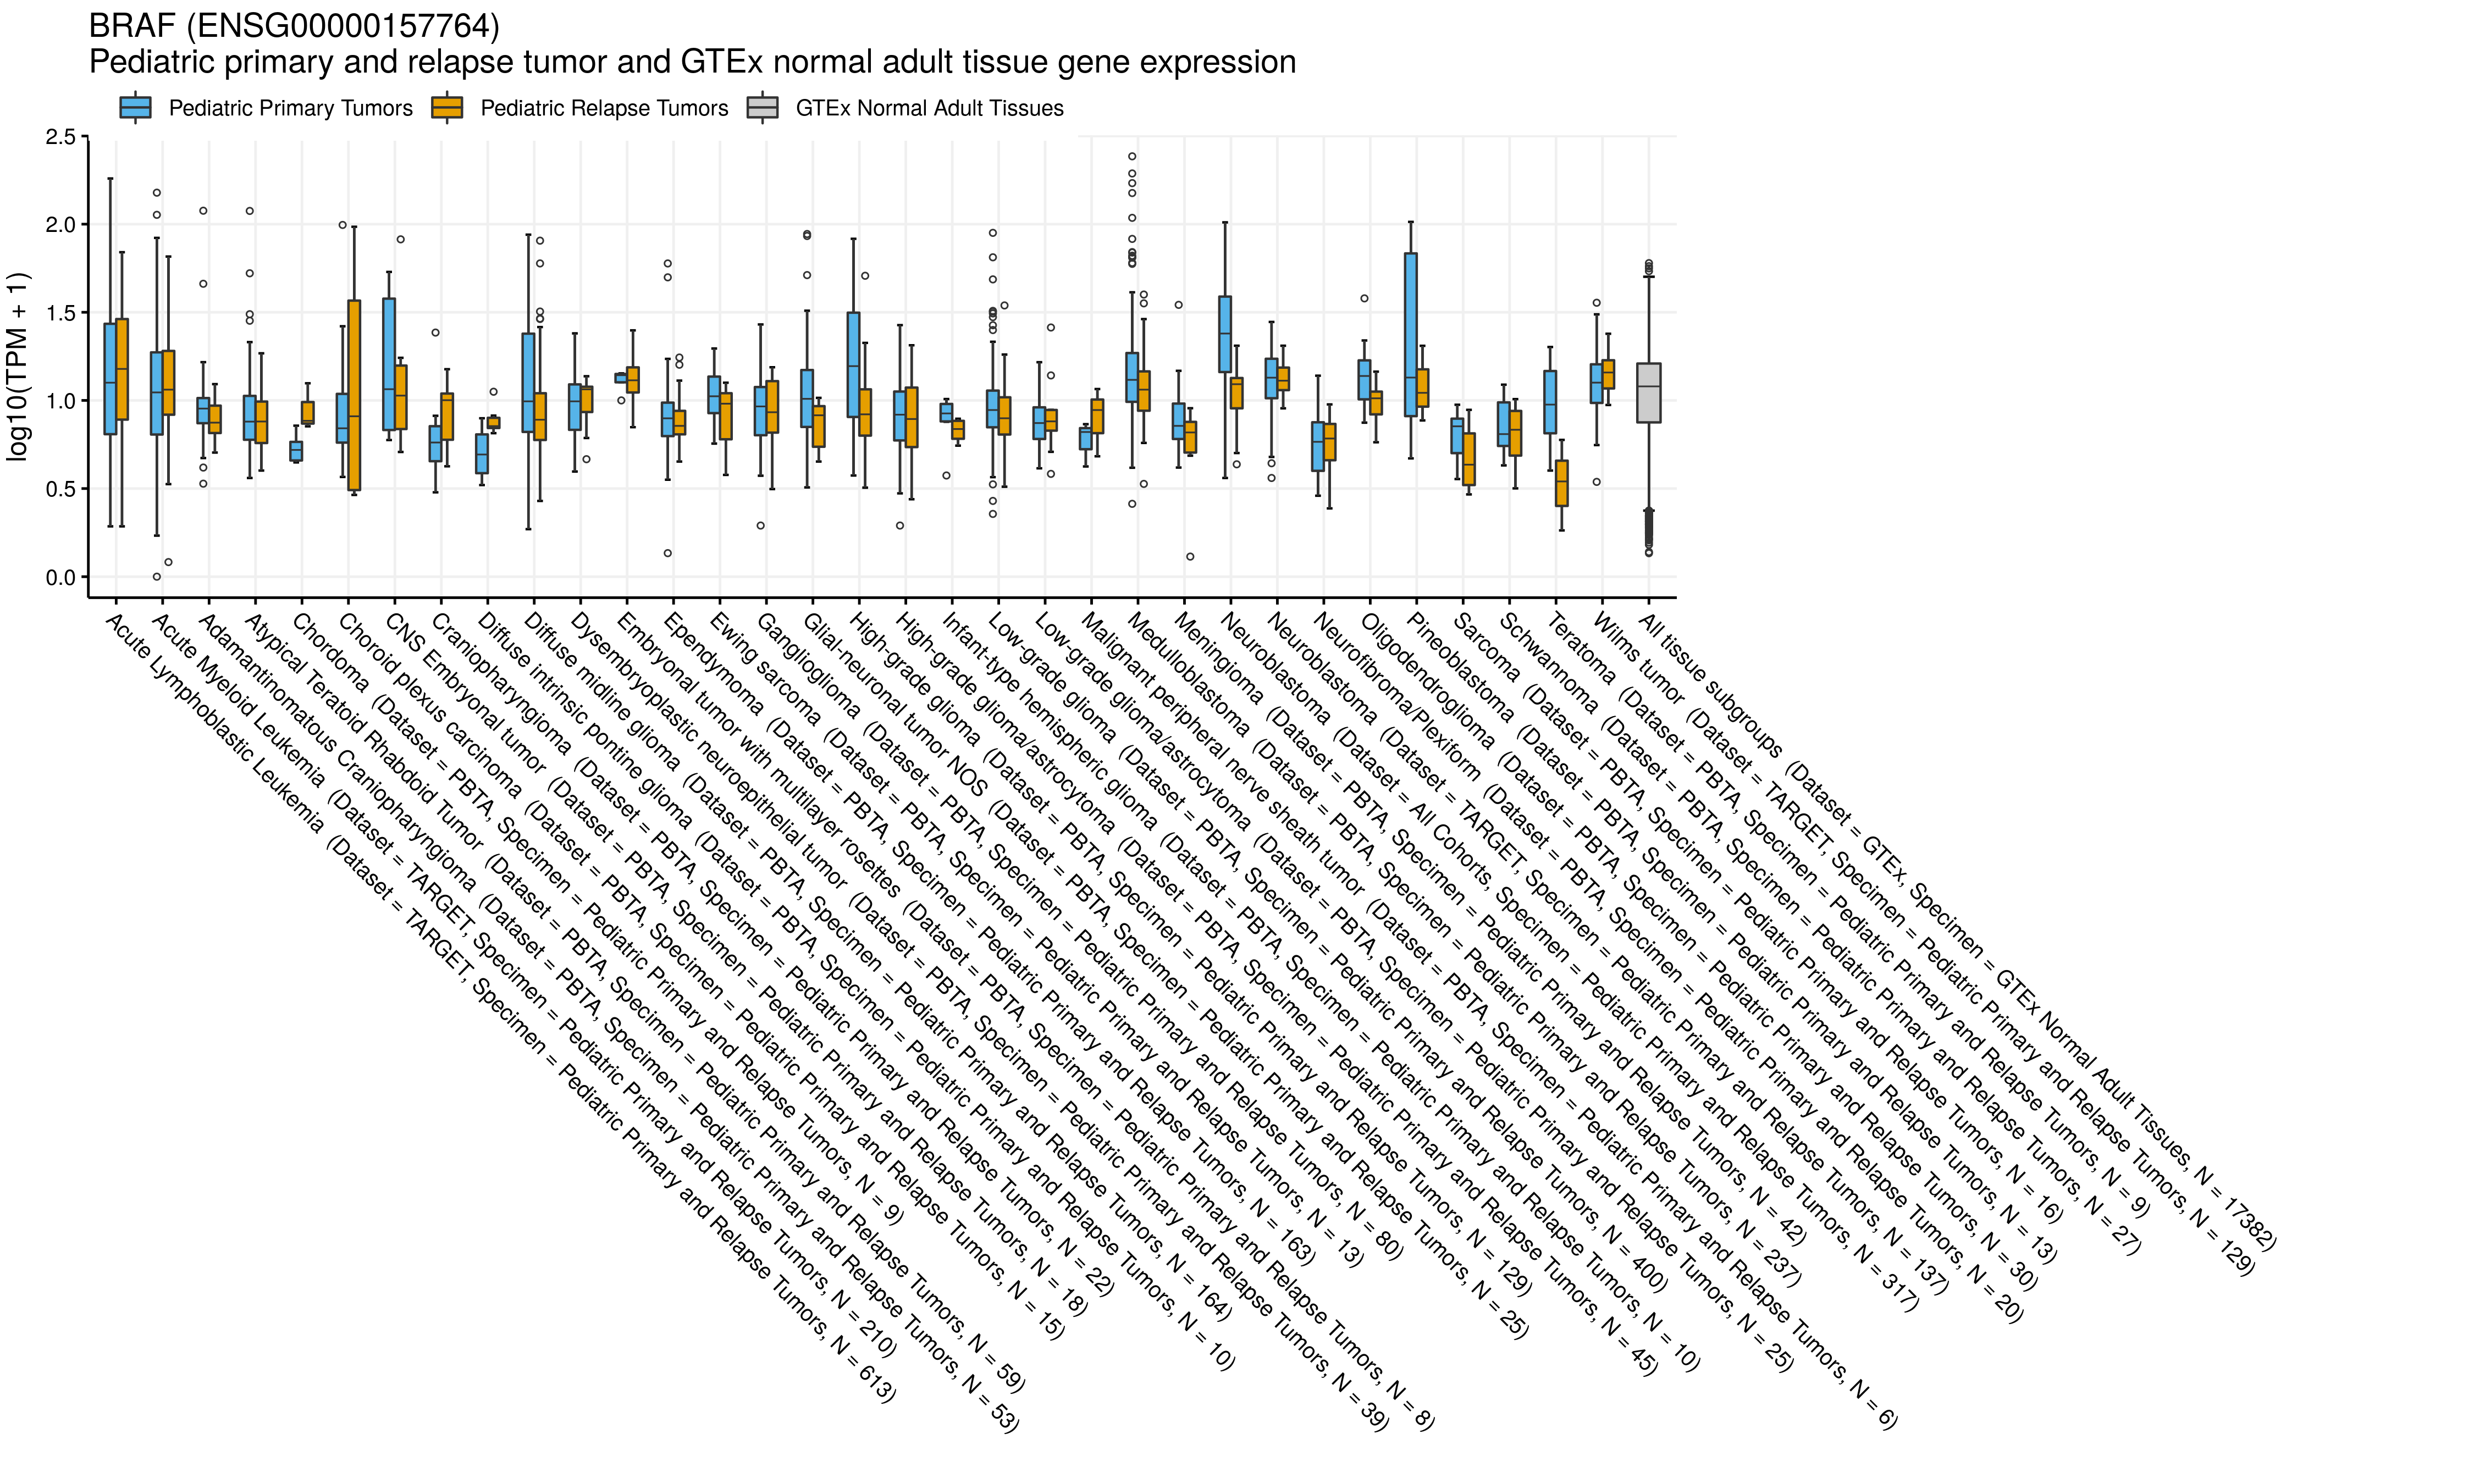 BRAF (ENSG00000157764)
Pediatric primary and relapse tumor and GTEx normal adult tissue gene expression
Pediatric Primary Tumors
Pediatric Relapse Tumors
GTEx Normal Adult Tissues
log10(TPM + 1)
2.5
2.0
1.5
1.0
0.5
0.0
Acute Lymphoblastic Leukemia (Dataset = TARGET, Specimen = Pediatric Primary and Relapse Tumors, N = 613)
Acute Myeloid Leukemia (Dataset = TARGET, Specimen = Pediatric Primary and Relapse Tumors, N = 210)
Adamantinomatous Craniopharyngioma (Dataset = PBTA, Specimen = Pediatric Primary and Relapse Tumors, N = 53)
Atypical Teratoid Rhabdoid Tumor (Dataset = PBTA, Specimen = Pediatric Primary and Relapse Tumors, N = 59)
Chordoma (Dataset = PBTA, Specimen = Pediatric Primary and Relapse Tumors, N = 9)
Choroid plexus carcinoma (Dataset = PBTA, Specimen = Pediatric Primary and Relapse Tumors, N = 15)
CNS Embryonal tumor (Dataset = PBTA, Specimen = Pediatric Primary and Relapse Tumors, N = 18)
Craniopharyngioma (Dataset = PBTA, Specimen = Pediatric Primary and Relapse Tumors, N = 22)
Diffuse intrinsic pontine glioma (Dataset = PBTA, Specimen = Pediatric Primary and Relapse Tumors, N = 10)
Diffuse midline glioma (Dataset = PBTA, Specimen = Pediatric Primary and Relapse Tumors, N = 164)
Dysembryoplastic neuroepithelial tumor (Dataset = PBTA, Specimen = Pediatric Primary and Relapse Tumors, N = 39)
Embryonal tumor with multilayer rosettes (Dataset = PBTA, Specimen = Pediatric Primary and Relapse Tumors, N = 8)
Ependymoma (Dataset = PBTA, Specimen = Pediatric Primary and Relapse Tumors, N = 163)
Ewing sarcoma (Dataset = PBTA, Specimen = Pediatric Primary and Relapse Tumors, N = 13)
Ganglioglioma (Dataset = PBTA, Specimen = Pediatric Primary and Relapse Tumors, N = 80)
Glial-neuronal tumor NOS (Dataset = PBTA, Specimen = Pediatric Primary and Relapse Tumors, N = 25)
High-grade glioma (Dataset = PBTA, Specimen = Pediatric Primary and Relapse Tumors, N = 129)
High-grade glioma/astrocytoma (Dataset = PBTA, Specimen = Pediatric Primary and Relapse Tumors, N = 45)
Infant-type hemispheric glioma (Dataset = PBTA, Specimen = Pediatric Primary and Relapse Tumors, N = 10)
Low-grade glioma (Dataset = PBTA, Specimen = Pediatric Primary and Relapse Tumors, N = 400)
Low-grade glioma/astrocytoma (Dataset = PBTA, Specimen = Pediatric Primary and Relapse Tumors, N = 25)
Malignant peripheral nerve sheath tumor (Dataset = PBTA, Specimen = Pediatric Primary and Relapse Tumors, N = 6)
Medulloblastoma (Dataset = PBTA, Specimen = Pediatric Primary and Relapse Tumors, N = 237)
Meningioma (Dataset = PBTA, Specimen = Pediatric Primary and Relapse Tumors, N = 42)
Neuroblastoma (Dataset = All Cohorts, Specimen = Pediatric Primary and Relapse Tumors, N = 317)
Neuroblastoma (Dataset = TARGET, Specimen = Pediatric Primary and Relapse Tumors, N = 137)
Neurofibroma/Plexiform (Dataset = PBTA, Specimen = Pediatric Primary and Relapse Tumors, N = 20)
Oligodendroglioma (Dataset = PBTA, Specimen = Pediatric Primary and Relapse Tumors, N = 30)
Pineoblastoma (Dataset = PBTA, Specimen = Pediatric Primary and Relapse Tumors, N = 13)
Sarcoma (Dataset = PBTA, Specimen = Pediatric Primary and Relapse Tumors, N = 16)
Schwannoma (Dataset = PBTA, Specimen = Pediatric Primary and Relapse Tumors, N = 27)
Teratoma (Dataset = PBTA, Specimen = Pediatric Primary and Relapse Tumors, N = 9)
Wilms tumor (Dataset = TARGET, Specimen = Pediatric Primary and Relapse Tumors, N = 129)
All tissue subgroups (Dataset = GTEx, Specimen = GTEx Normal Adult Tissues, N = 17382)